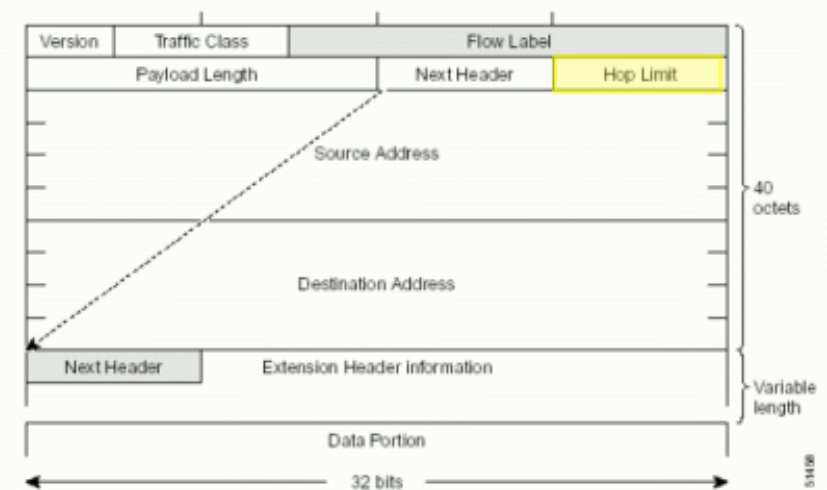 Version Traffic Class Flow Label
Payload Length Next Header Hop Limit
Source Address
40
octets
Destination Address
Next Header Extension Header information
Variable
length
Data Portion
32 bits
51458